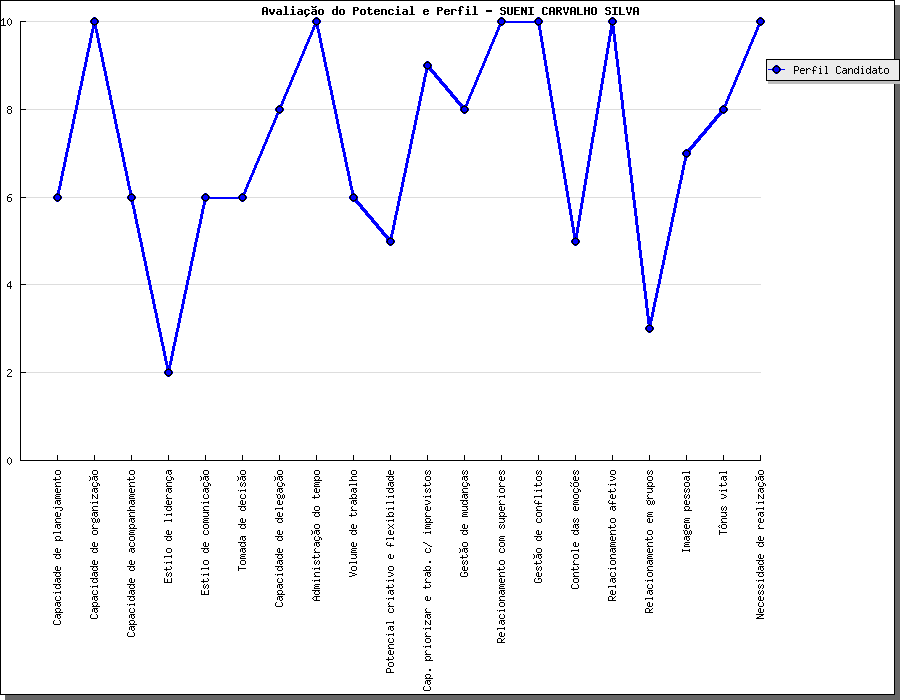 Avaliação do Potencial e Perfil - SUENI CARVALHO SILVA
10
8
6
4
2
0
Perfil Candidato
Capacidade de planejamento
Capacidade de organização
Capacidade de acompanhamento
Estilo de liderança
Estilo de comunicação
Tomada de decisão
Capacidade de delegação
Administração do tempo
Volume de trabalho
Potencial criativo e flexibilidade
Cap. priorizar e trab. c/ imprevistos
Gestão de mudanças
Relacionamento com superiores
Gestão de conflitos
Controle das emoções
Relacionamento afetivo
Relacionamento em grupos
Imagem pessoal
Tônus vital
Necessidade de realização